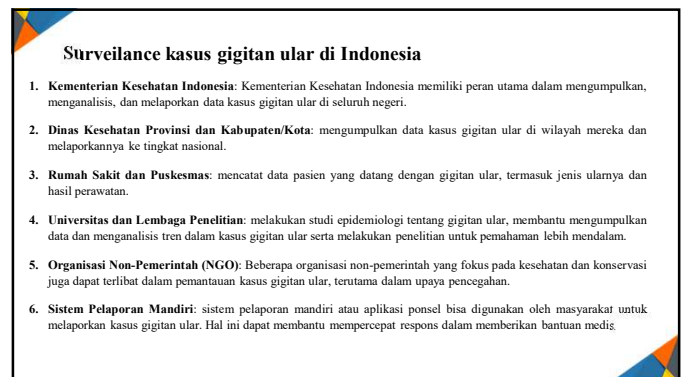 Surveilance kasus gigitan ular di Indonesia
1. Kementerian Kesehatan Indonesia: Kementerian Kesehatan Indonesia memiliki peran utama dalam mengumpulkan,
menganalisis, dan melaporkan data kasus gigitan ular di seluruh negeri.
2. Dinas Kesehatan Provinsi dan Kabupaten/Kota: mengumpulkan data kasus gigitan ular di wilayah mereka dan
melaporkannya ke tingkat nasional.
3. Rumah Sakit dan Puskesmas: mencatat data pasien yang datang dengan gigitan ular, termasuk jenis ularnya dan
hasil perawatan.
4. Universitas dan Lembaga Penelitian: melakukan studi epidemiologi tentang gigitan ular, membantu mengumpulkan
data dan menganalisis tren dalam kasus gigitan ular serta melakukan penelitian untuk pemahaman lebih mendalam.
5. Organisasi Non-Pemerintah (NGO): Beberapa organisasi non-pemerintah yang fokus pada kesehatan dan konservasi
juga dapat terlibat dalam pemantauan kasus gigitan ular, terutama dalam upaya pencegahan.
6. Sistem Pelaporan Mandiri: sistem pelaporan mandiri atau aplikasi ponsel bisa digunakan oleh masyarakat untuk
melaporkan kasus gigitan ular. Hal ini dapat membantu mempercepat respons dalam memberikan bantuan medis.